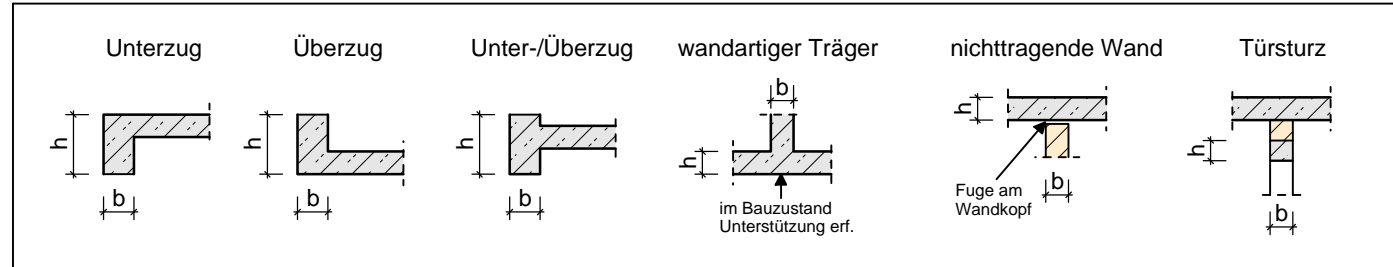 Unterzug
Überzug
Unter-/Überzug
wandartiger Träger
nichttragende Wand
Türsturz
h
b
h
b
h
b
b
h
im Bauzustand
Unterstützung erf.
h
Fuge am
Wandkopf
b
h
b